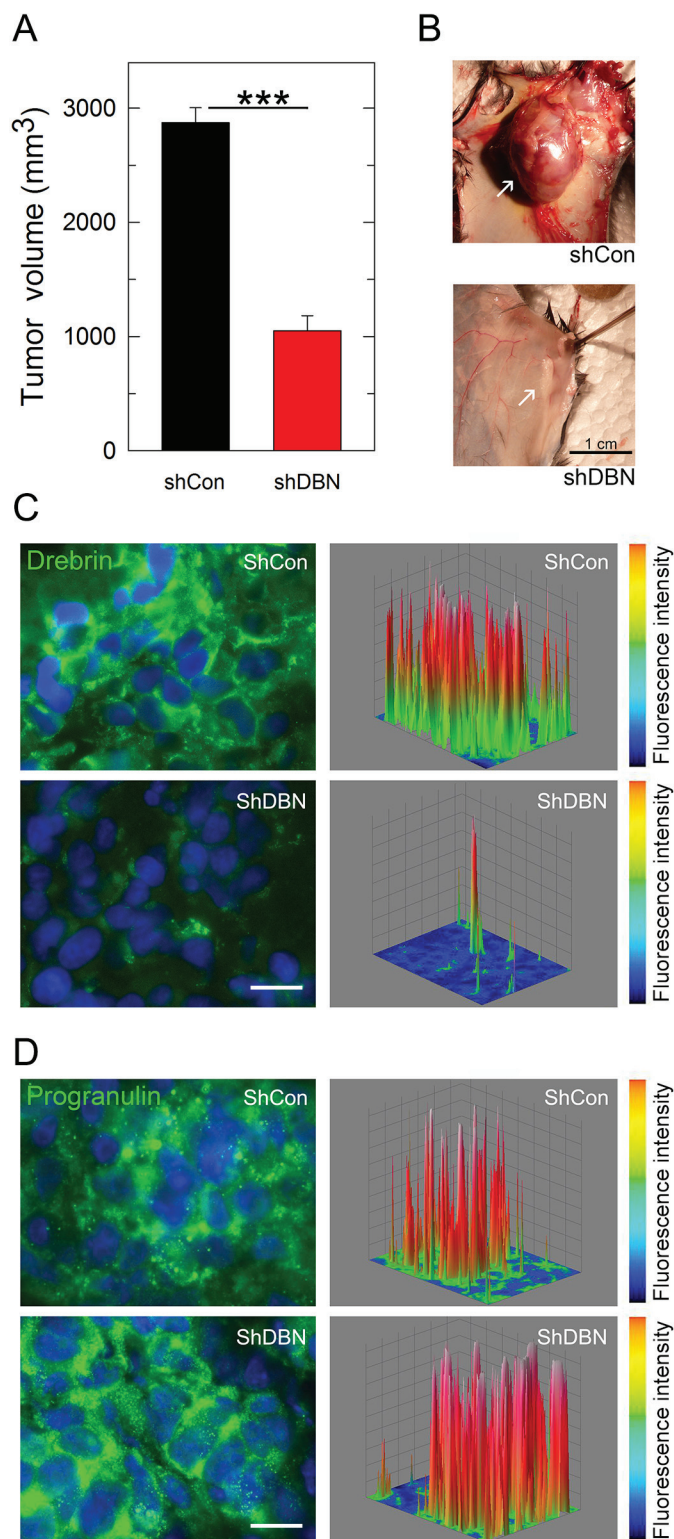 A
Tumor volume (mm3)
3000
2000
1000
0
***
shCon
shDBN
B
shCon
1 cm
shDBN
C
Drebrin
ShCon
ShCon
Fluorescence intensity
ShDBN
ShDBN
Fluorescence intensity
D
Progranulin
ShCon
ShCon
Fluorescence intensity
ShDBN
ShDBN
Fluorescence intensity